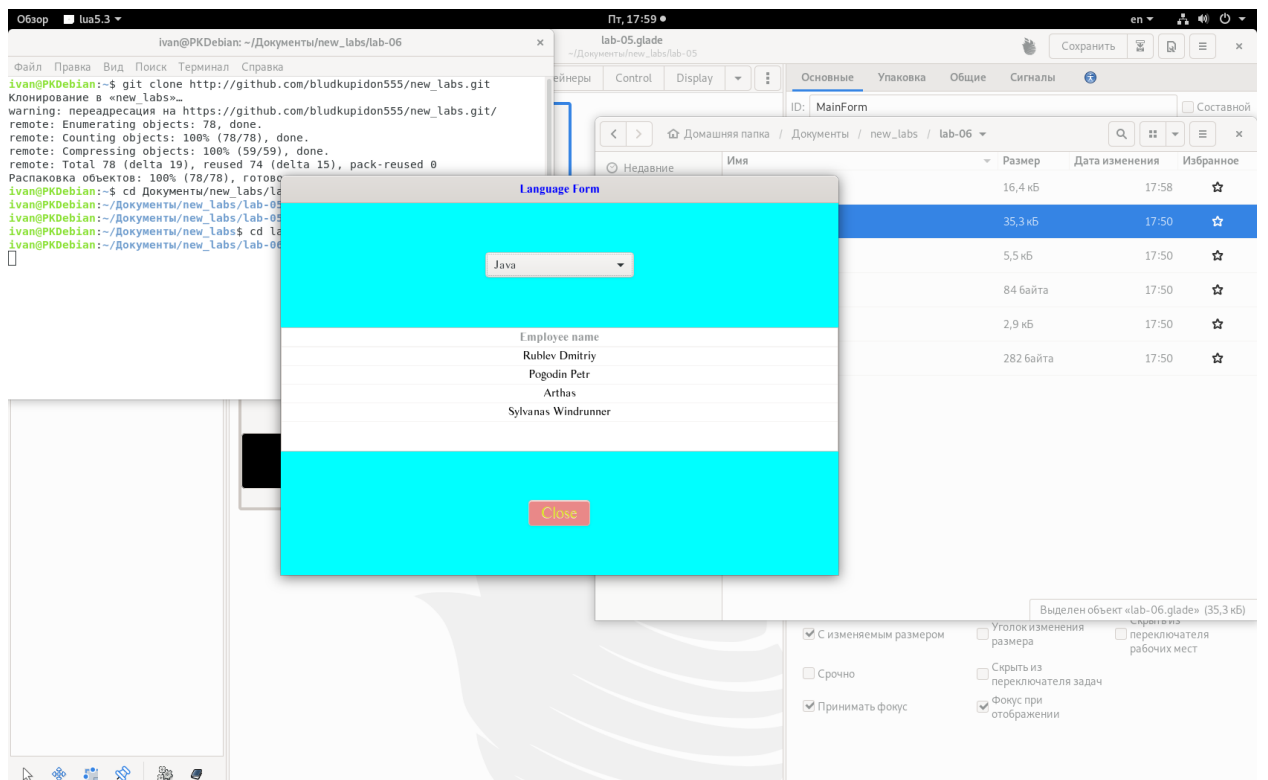 Обзор lua5.3
Пт, 17:59
en
ivan@PKDebian: ~/Документы/new_labs/lab-06
Файл Правка Вид Поиск Терминал Справка
ivan@PKDebian:~$ git clone http://github.com/bludkupidon555/new_labs.git
Клонирование в «new_labs»…
warning: переадресация на https://github.com/bludkupidon555/new_labs.git/
remote: Enumerating objects: 78, done.
remote: Counting objects: 100% (78/78), done.
remote: Compressing objects: 100% (59/59), done.
remote: Total 78 (delta 19), reused 74 (delta 15), pack-reused 0
Распаковка объектов: 100% (78/78), готово
ivan@PKDebian:~$ cd Документы/new_labs/la
ivan@PKDebian:~/Документы/new_labs/lab-05
ivan@PKDebian:~/Документы/new_labs/lab-05
ivan@PKDebian:~/Документы/new_labs$ cd la
ivan@PKDebian:~/Документы/new_labs/lab-06
lab-05.glade
~/Документы/new_labs/lab-05
Сохранить
ейнеры Control Display
Основные Упаковка Общие Сигналы
ID: MainForm
Составной
Домашняя папка / Документы / new_labs / lab-06
Недавние
Имя Размер Дата изменения Избранное
16,4 кБ 17:58
35,3 кБ 17:50
5,5 кБ 17:50
84 байта 17:50
2,9 кБ 17:50
282 байта 17:50
Выделен объект «lab-06.glade» (35,3 кБ)
Language Form
Java
Employee name
Rublev Dmitriy
Pogodin Petr
Arthas
Sylvanas Windrunner
Close
С изменяемым размером
Уголок изменения
размера
Скрыть из
переключателя
рабочих мест
Срочно
Скрыть из
переключателя задач
Принимать фокус
Фокус при
отображении